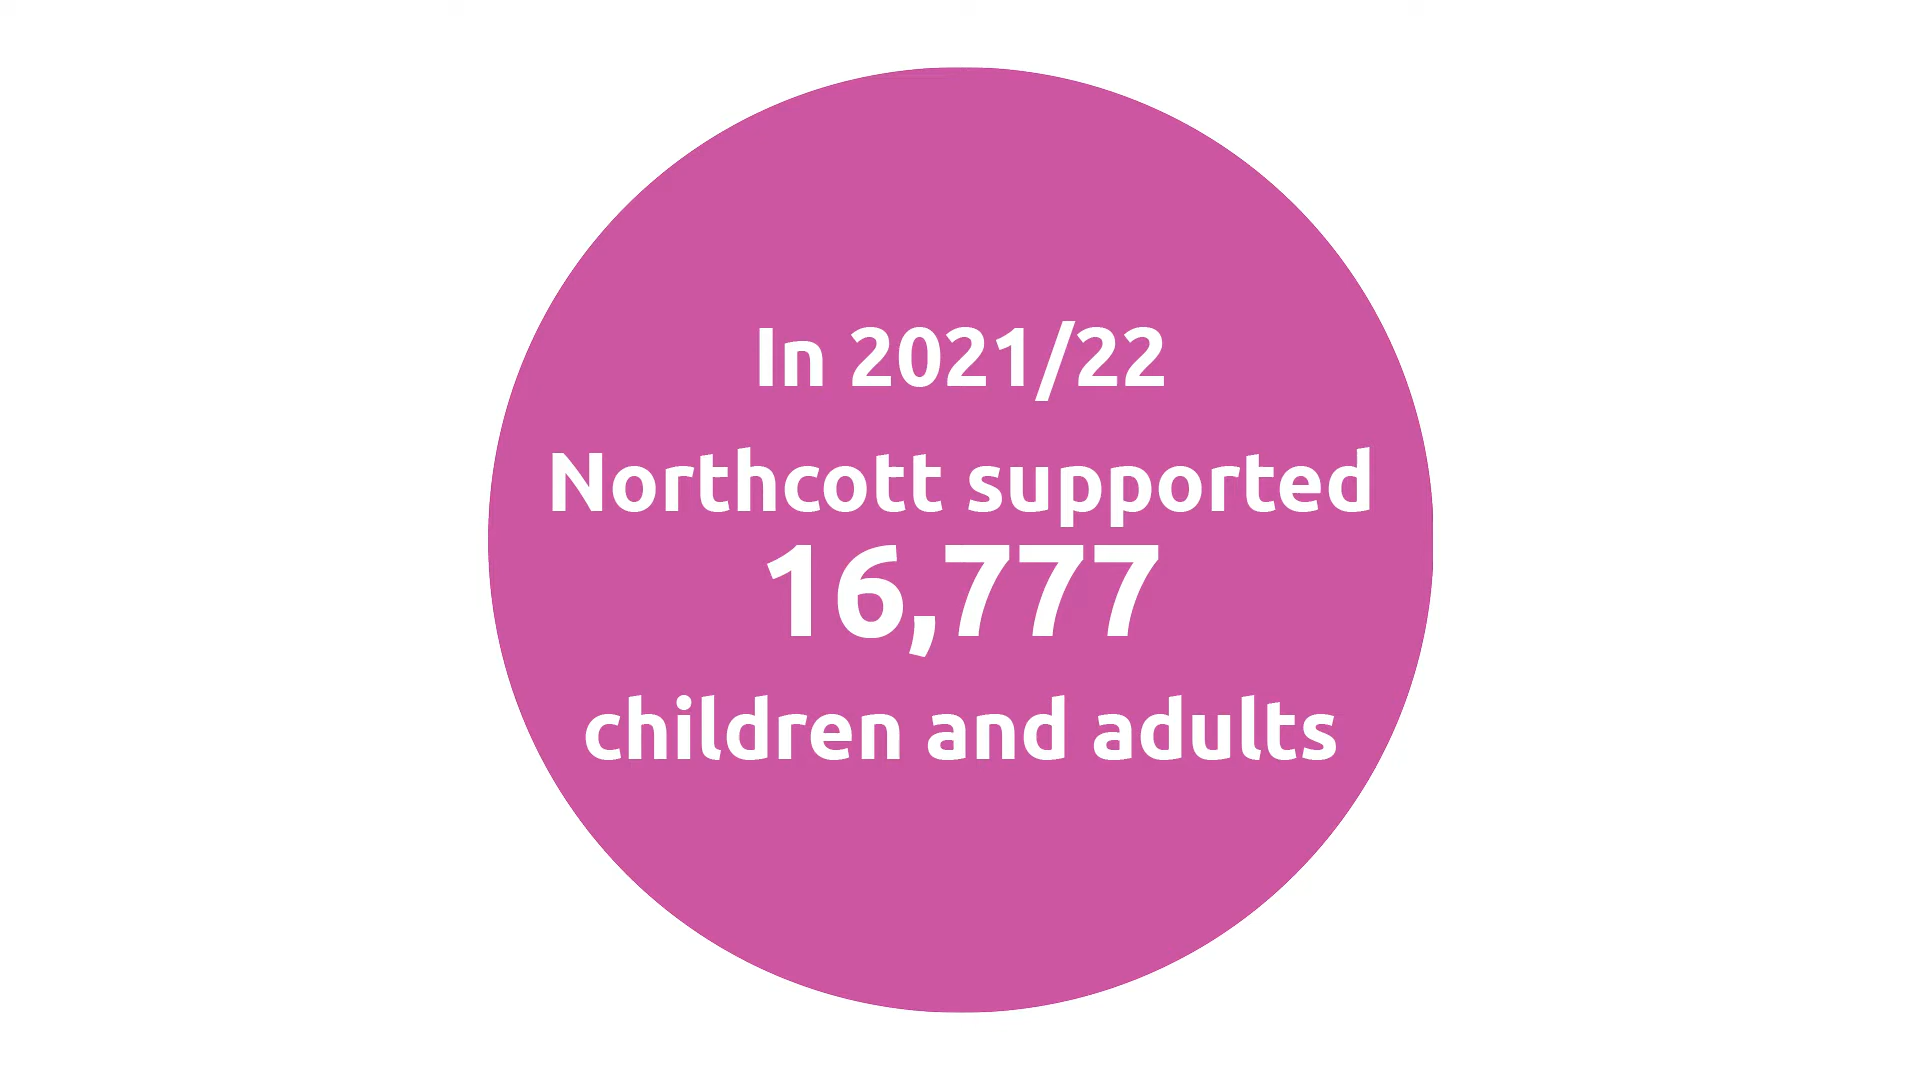 In 2021/22
Northcott supported
16,777
children and adults